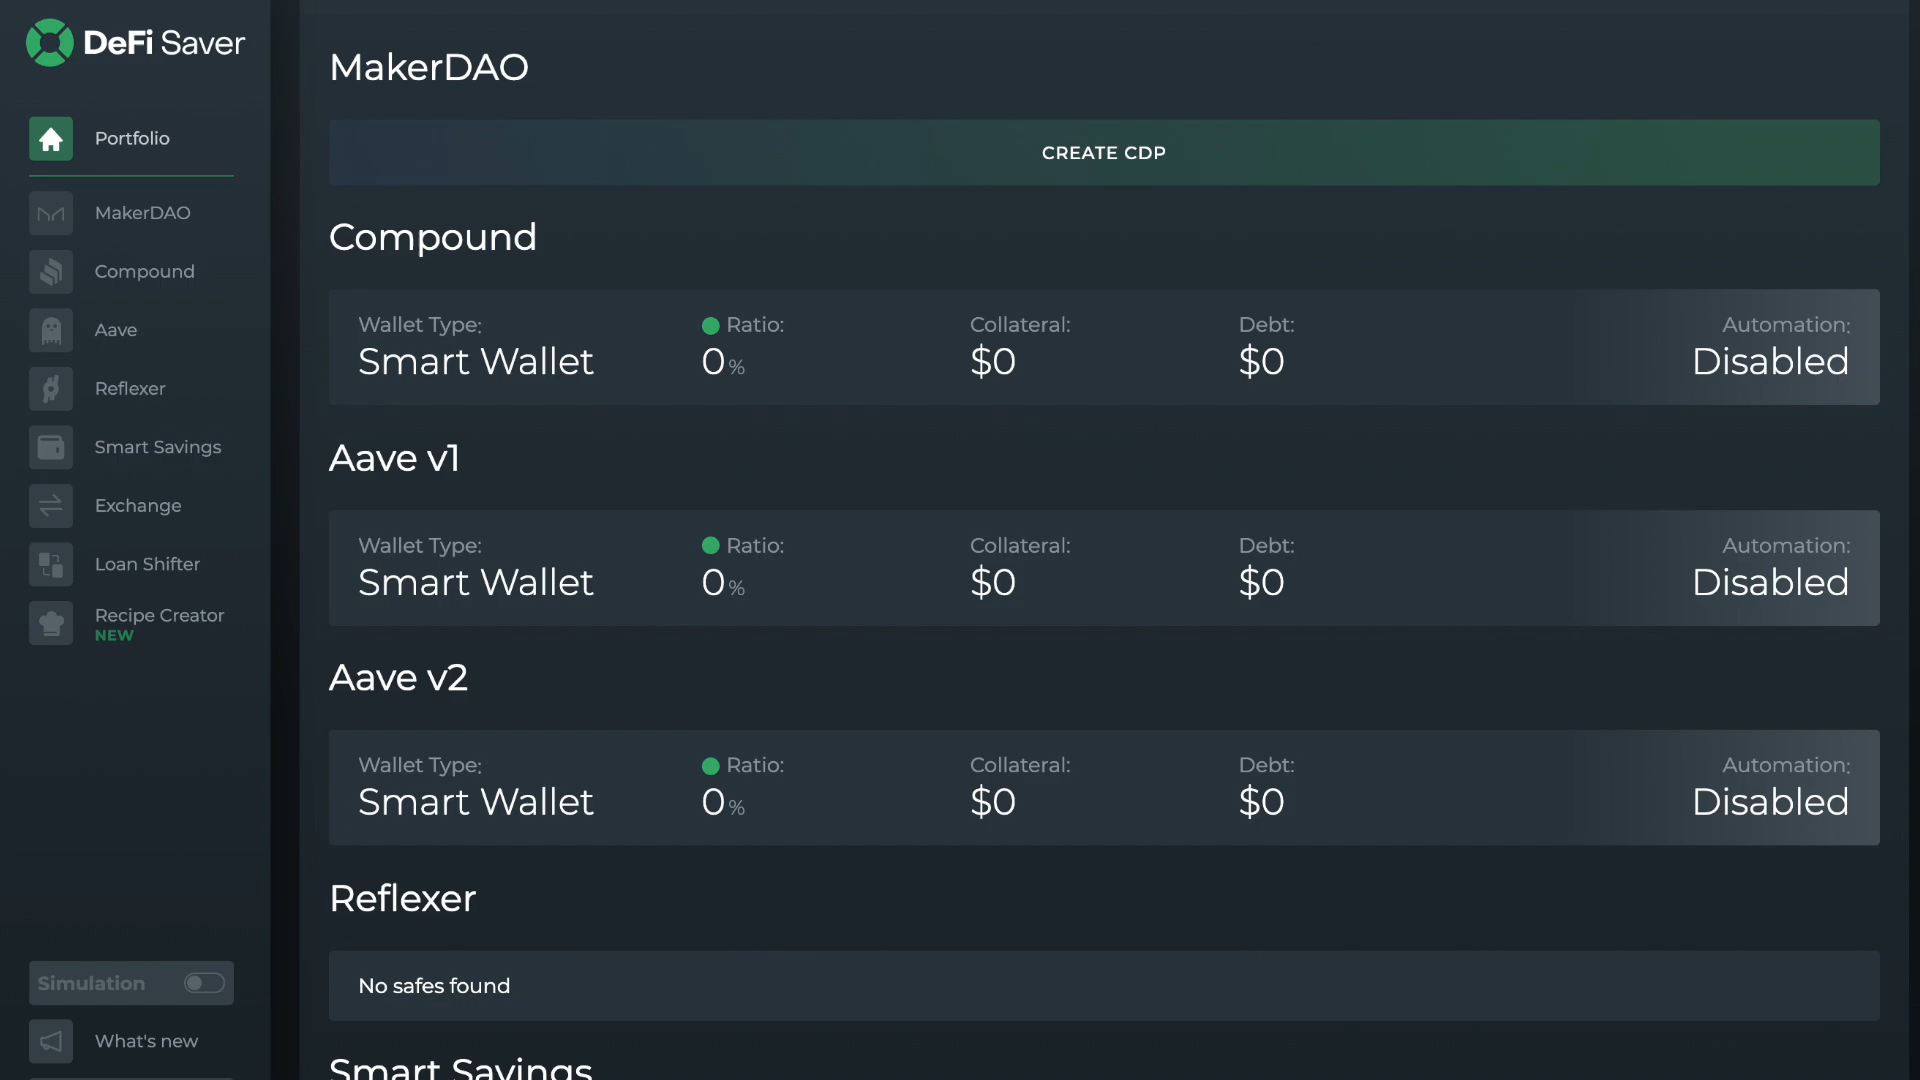 DeFi Saver
Portfolio
MakerDAO
Compound
Aave
Reflexer
Smart Savings
Exchange
Loan Shifter
Recipe Creator
NEW
Simulation
What's new
MakerDAO
CREATE CDP
Compound
Wallet Type: Ratio: Collateral: Debt: Automation:
Smart Wallet 0% $0 $0 Disabled
Aave v1
Wallet Type: Ratio: Collateral: Debt: Automation:
Smart Wallet 0% $0 $0 Disabled
Aave v2
Wallet Type: Ratio: Collateral: Debt: Automation:
Smart Wallet 0% $0 $0 Disabled
Reflexer
No safes found
Smart Savings